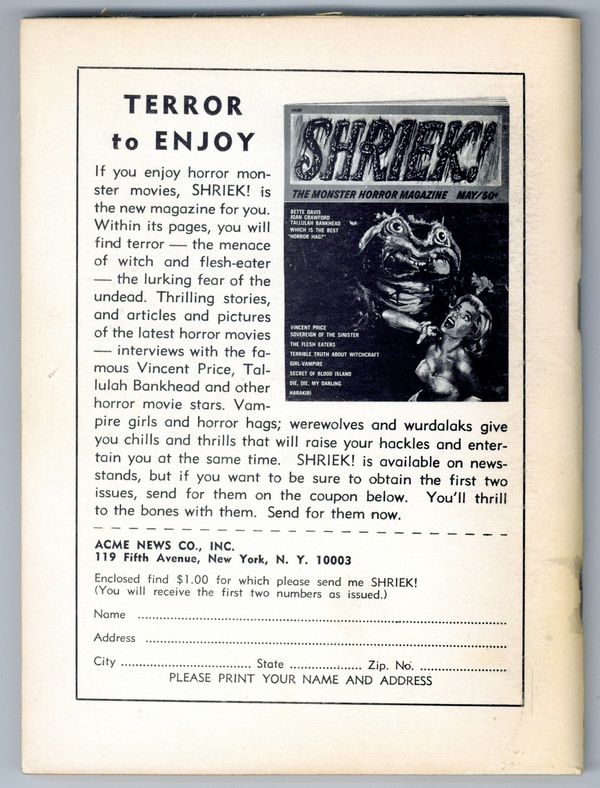 TERROR
to ENJOY
If you enjoy horror mon-
ster movies, SHRIEK! is
the new magazine for you.
Within its pages, you will
find terror — the menace
of witch and flesh-eater
— the lurking fear of the
undead. Thrilling stories,
and articles and pictures
of the latest horror movies
— interviews with the fa-
mous Vincent Price, Tal-
lulah Bankhead and other
horror movie stars. Vam-
pire girls and horror hags; werewolves and wurdalaks give
you chills and thrills that will raise your hackles and enter-
tain you at the same time. SHRIEK! is available on news-
stands, but if you want to be sure to obtain the first two
issues, send for them on the coupon below. You'll thrill
to the bones with them. Send for them now.
SHRIEK!
THE MONSTER HORROR MAGAZINE MAY/50¢
BETTE DAVIS
JOAN CRAWFORD
TALLULAH BANKHEAD
WHICH IS THE BEST
"HORROR HAG?"
VINCENT PRICE
SOVEREIGN OF THE SINISTER
THE FLESH EATERS
TERRIBLE TRUTH ABOUT WITCHCRAFT
GIRL-VAMPIRE
SECRET OF BLOOD ISLAND
DIE, DIE, MY DARLING
HARAKIRI
ACME NEWS CO., INC.
119 Fifth Avenue, New York, N. Y. 10003
Enclosed find $1.00 for which please send me SHRIEK!
(You will receive the first two numbers as issued.)
Name
Address
City State Zip. No.
PLEASE PRINT YOUR NAME AND ADDRESS